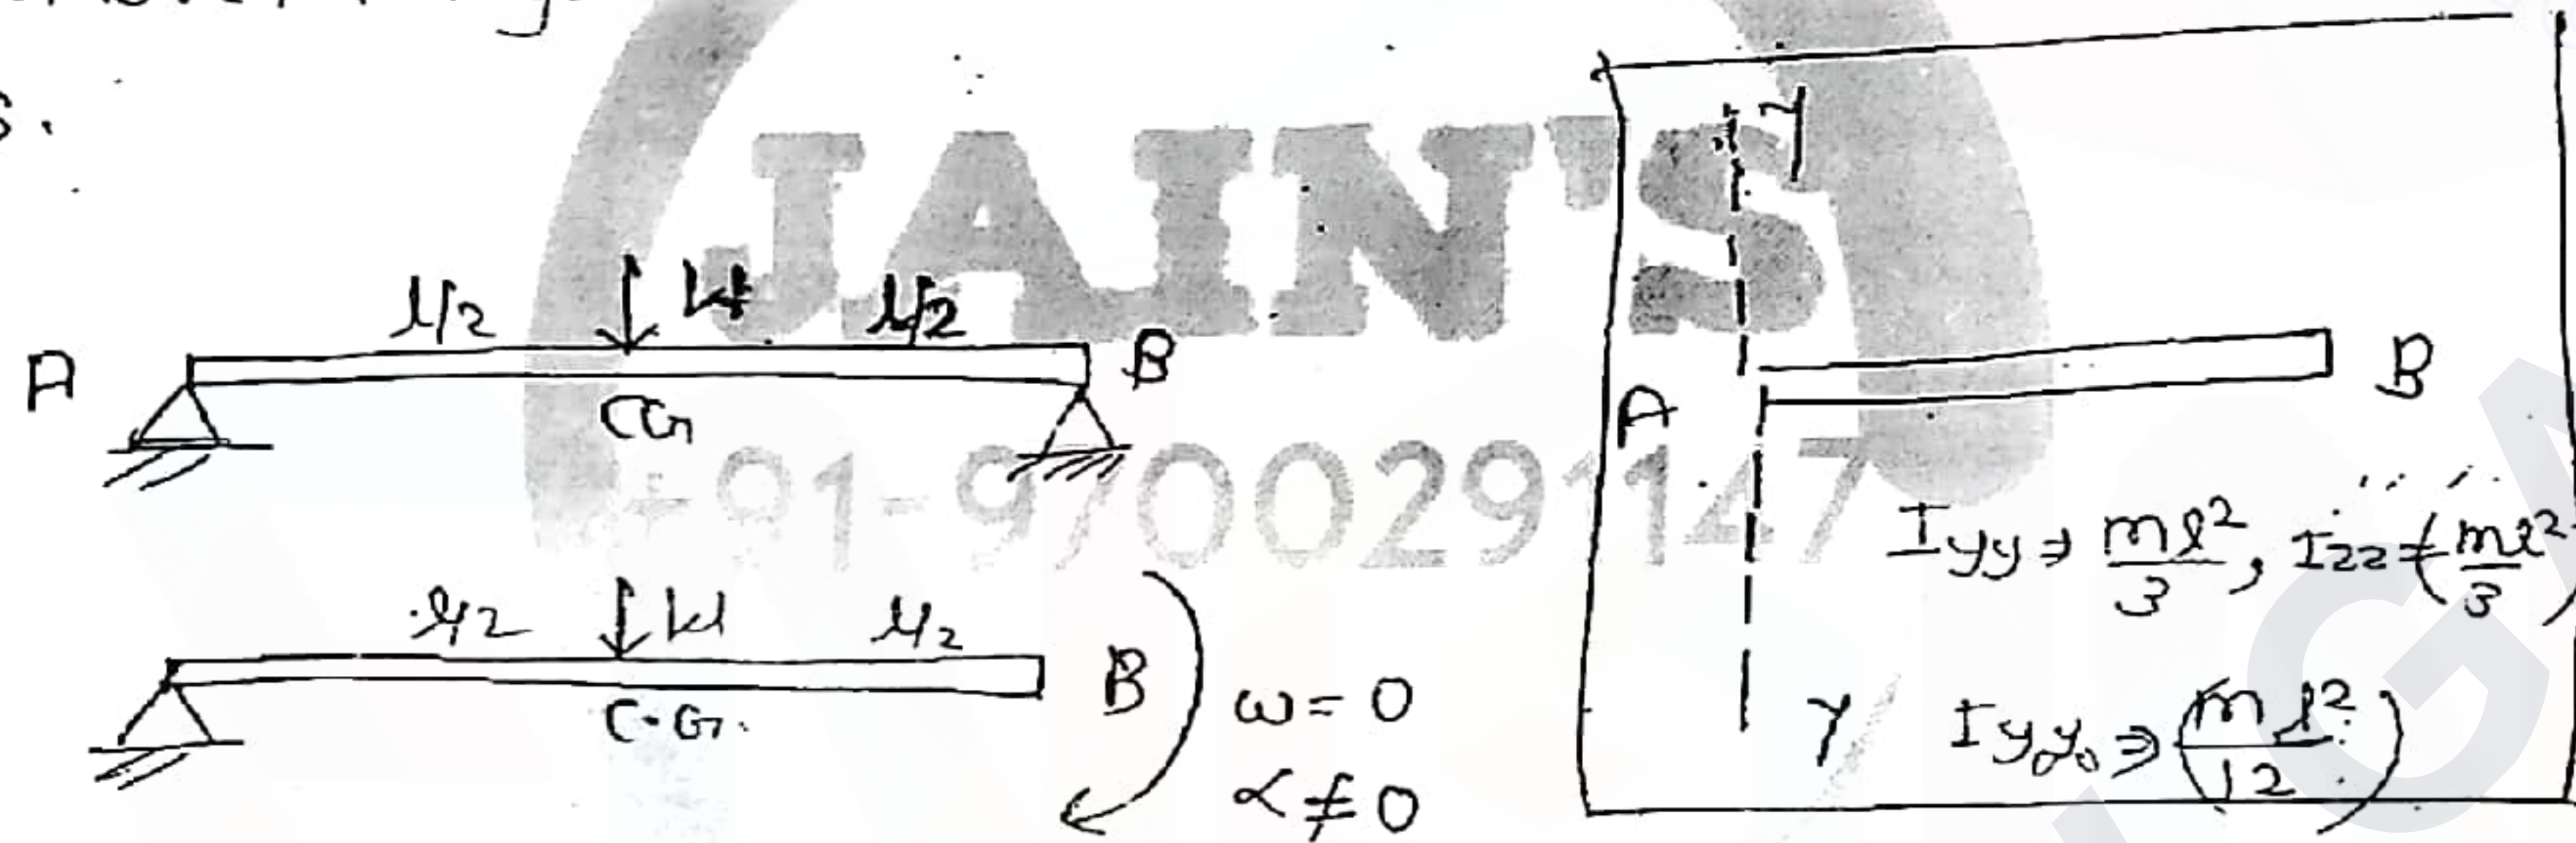 S.
JAIN'S
+91-9700291147
l/2 W l/2
A B
CG
l/2 W l/2
B
C.G.
ω = 0
α ≠ 0
Y
A B
Iyy ⇒ ml²/3, Izz = (ml²/3)
Y Iy₀y₀ ⇒ (ml²/12)